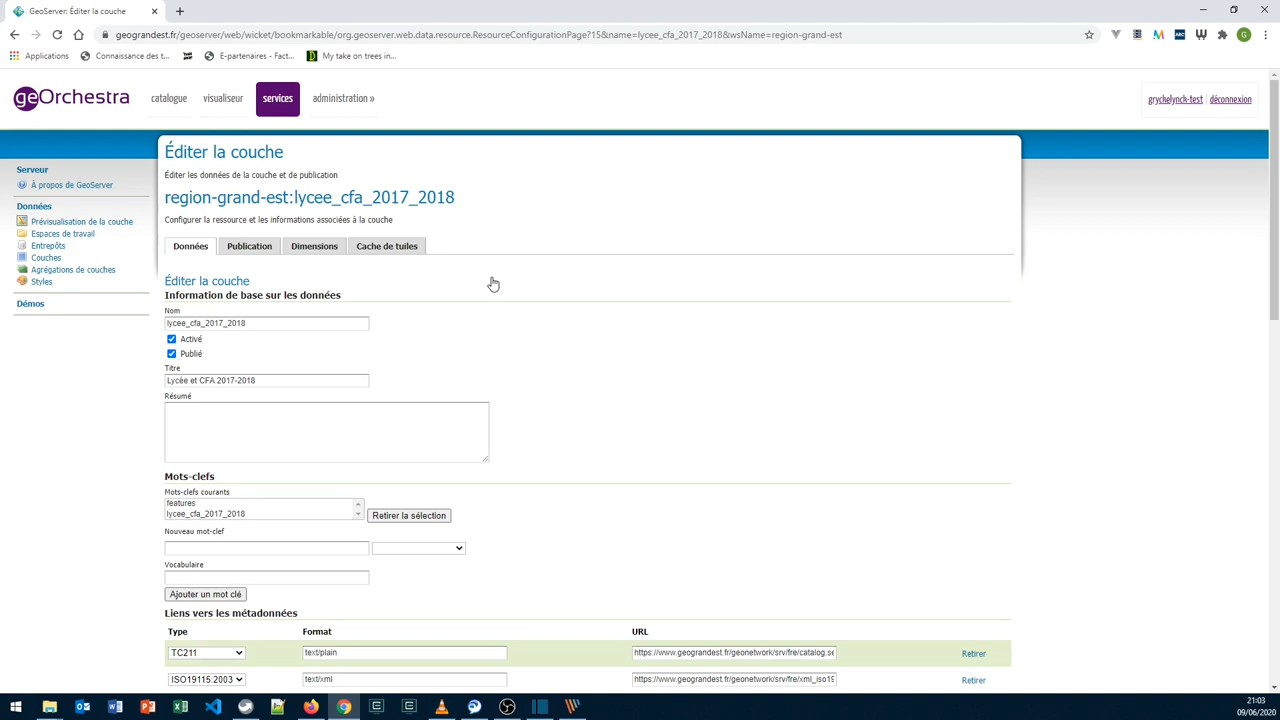 GeoServer: Éditer la couche
geograndest.fr/geoserver/web/wicket/bookmarkable/org.geoserver.web.data.resource.ResourceConfigurationPage?15&name=lycee_cfa_2017_2018&wsName=region-grand-est
Applications
Connaissance des t...
E-partenaires - Fact...
My take on trees in...
geOrchestra
catalogue
visualiseur
services
administration »
gryckelynck-test | déconnexion
Serveur
À propos de GeoServer
Données
Prévisualisation de la couche
Espaces de travail
Entrepôts
Couches
Agrégations de couches
Styles
Démos
Éditer la couche
Éditer les données de la couche et de publication
region-grand-est:lycee_cfa_2017_2018
Configurer la ressource et les informations associées à la couche
Données
Publication
Dimensions
Cache de tuiles
Éditer la couche
Information de base sur les données
Nom
lycee_cfa_2017_2018
Activé
Publié
Titre
Lycée et CFA 2017-2018
Résumé
Mots-clefs
Mots-clefs courants
features
lycee_cfa_2017_2018
Retirer la sélection
Nouveau mot-clef
Vocabulaire
Ajouter un mot clé
Liens vers les métadonnées
Type Format URL
TC211 text/plain https://www.geograndest.fr/geonetwork/srv/fre/catalog.se Retirer
ISO19115:2003 text/xml https://www.geograndest.fr/geonetwork/srv/fre/xml_iso19 Retirer
21:03
09/06/2020